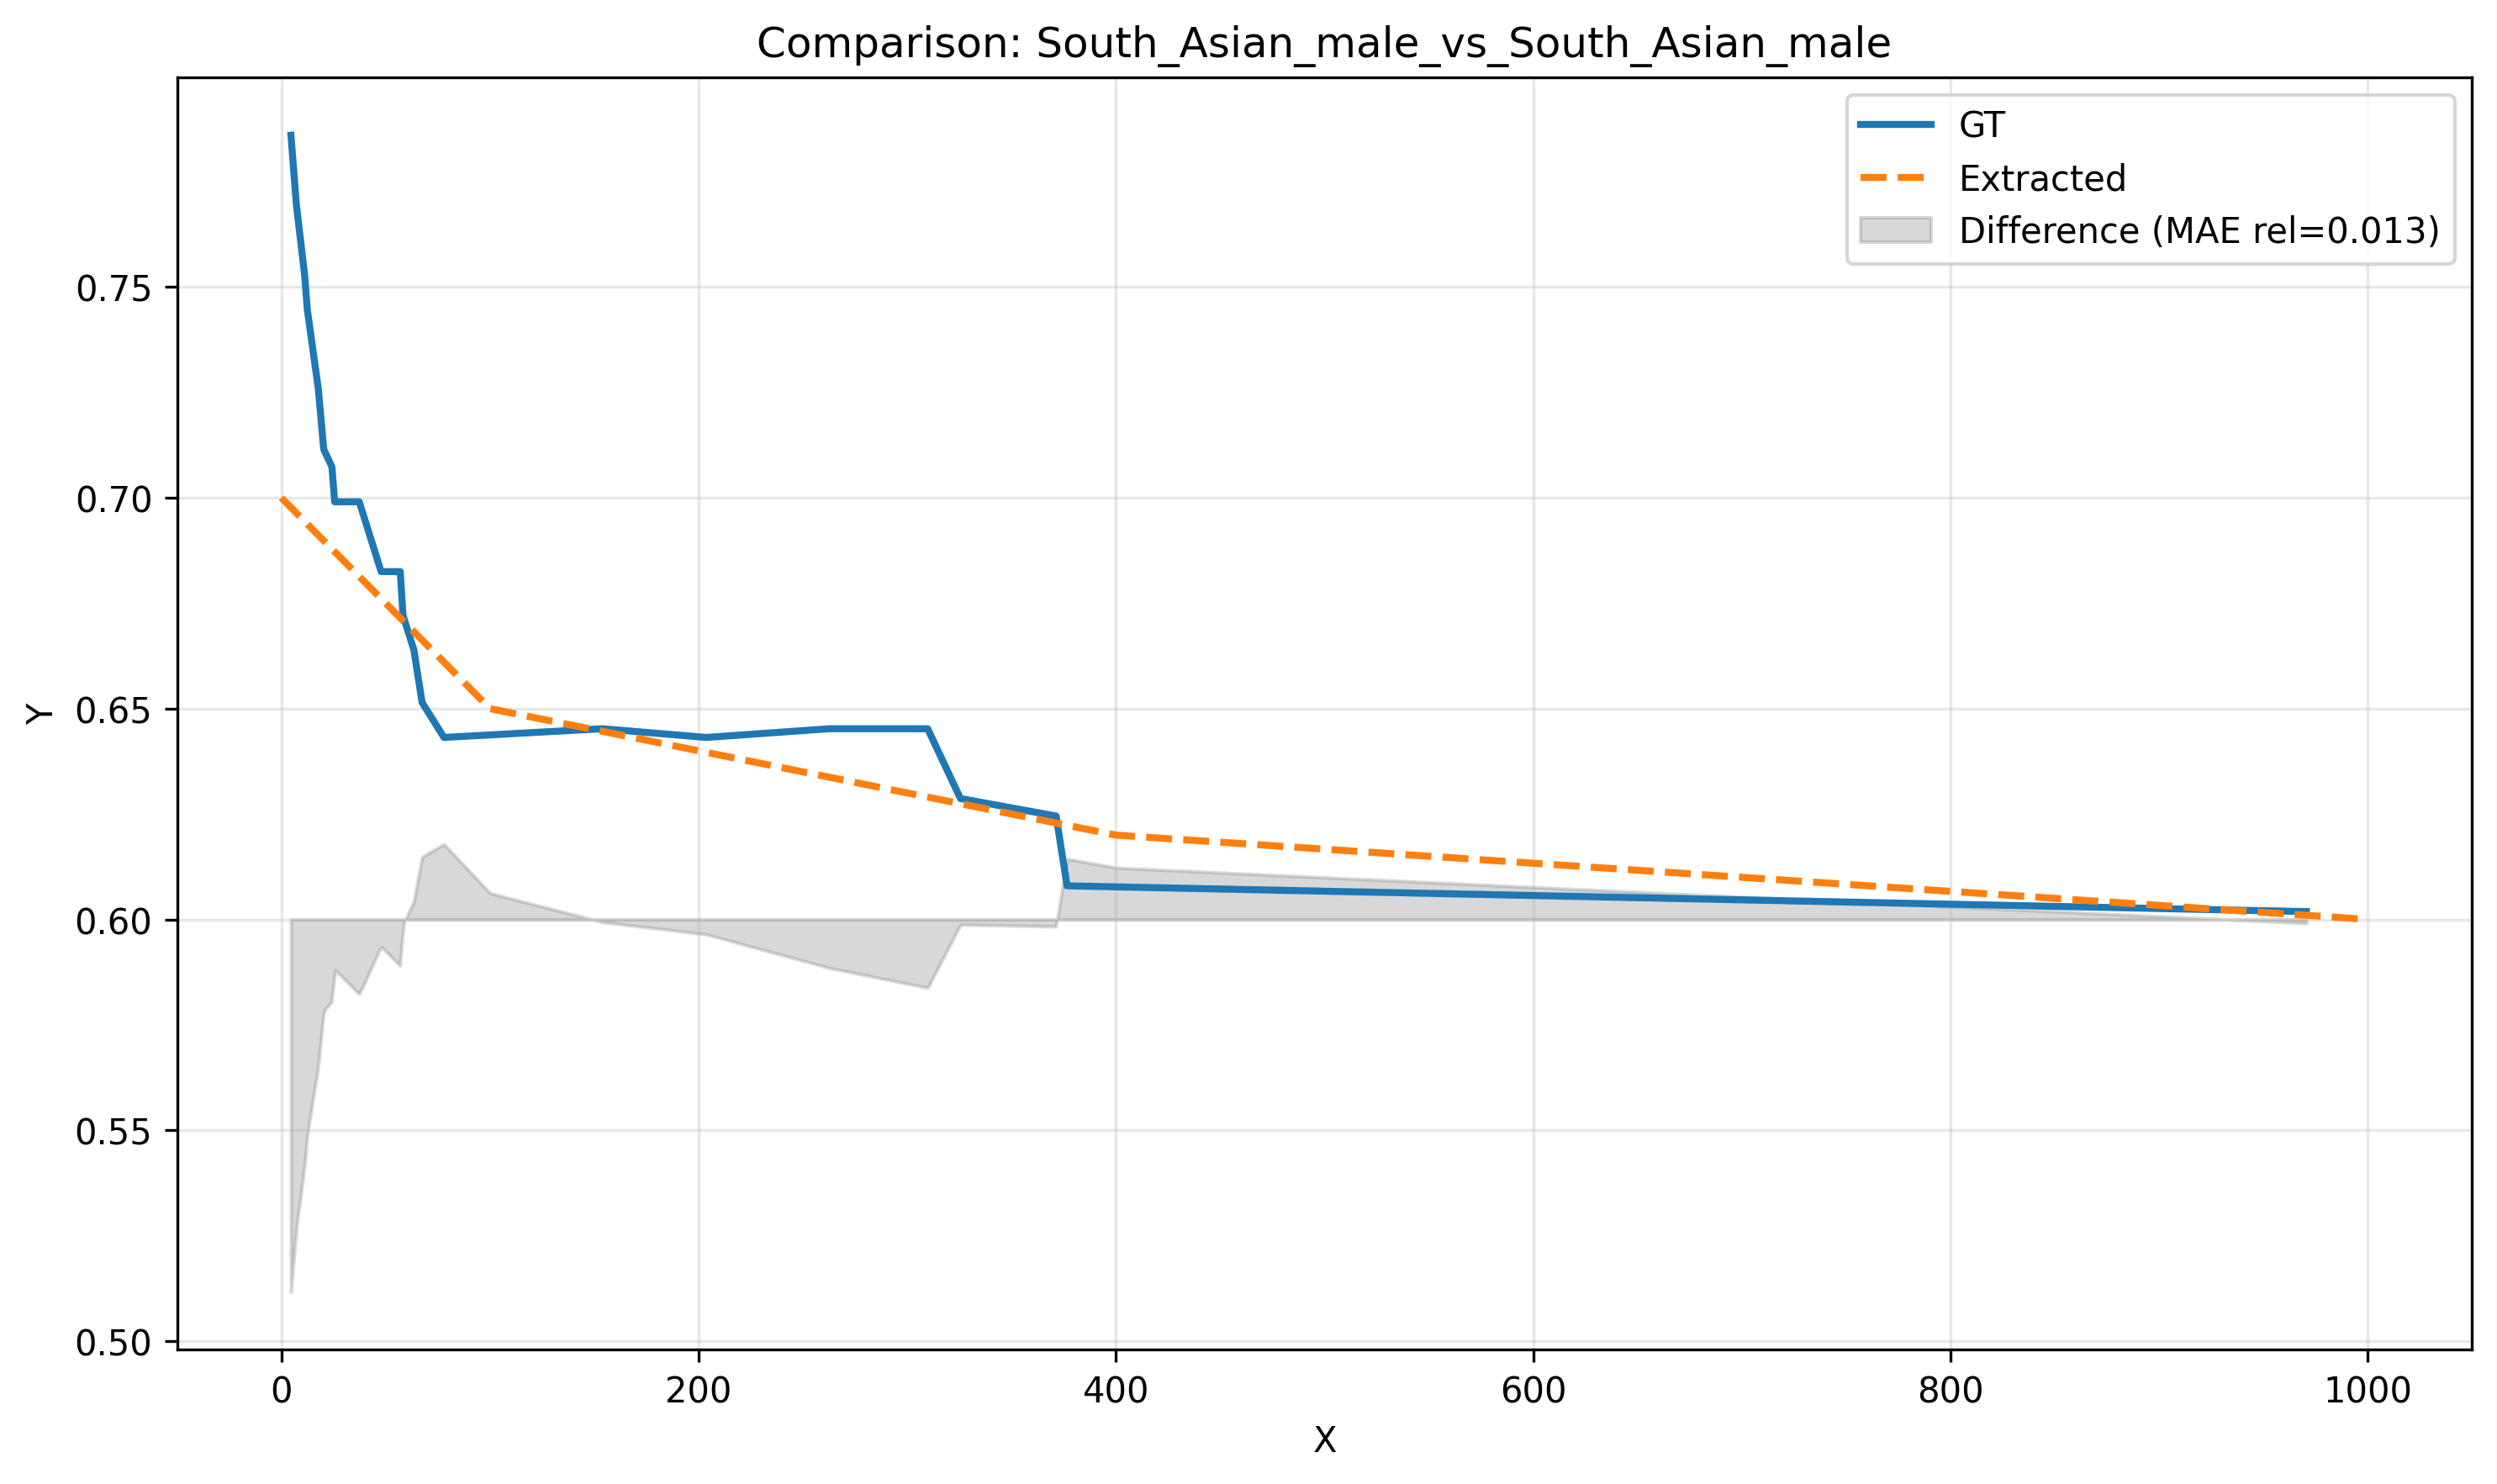 Comparison: South_Asian_male_vs_South_Asian_male
GT
Extracted
Difference (MAE rel=0.013)
Y
0.75
0.70
0.65
0.60
0.55
0.50
0 200 400 600 800 1000
X